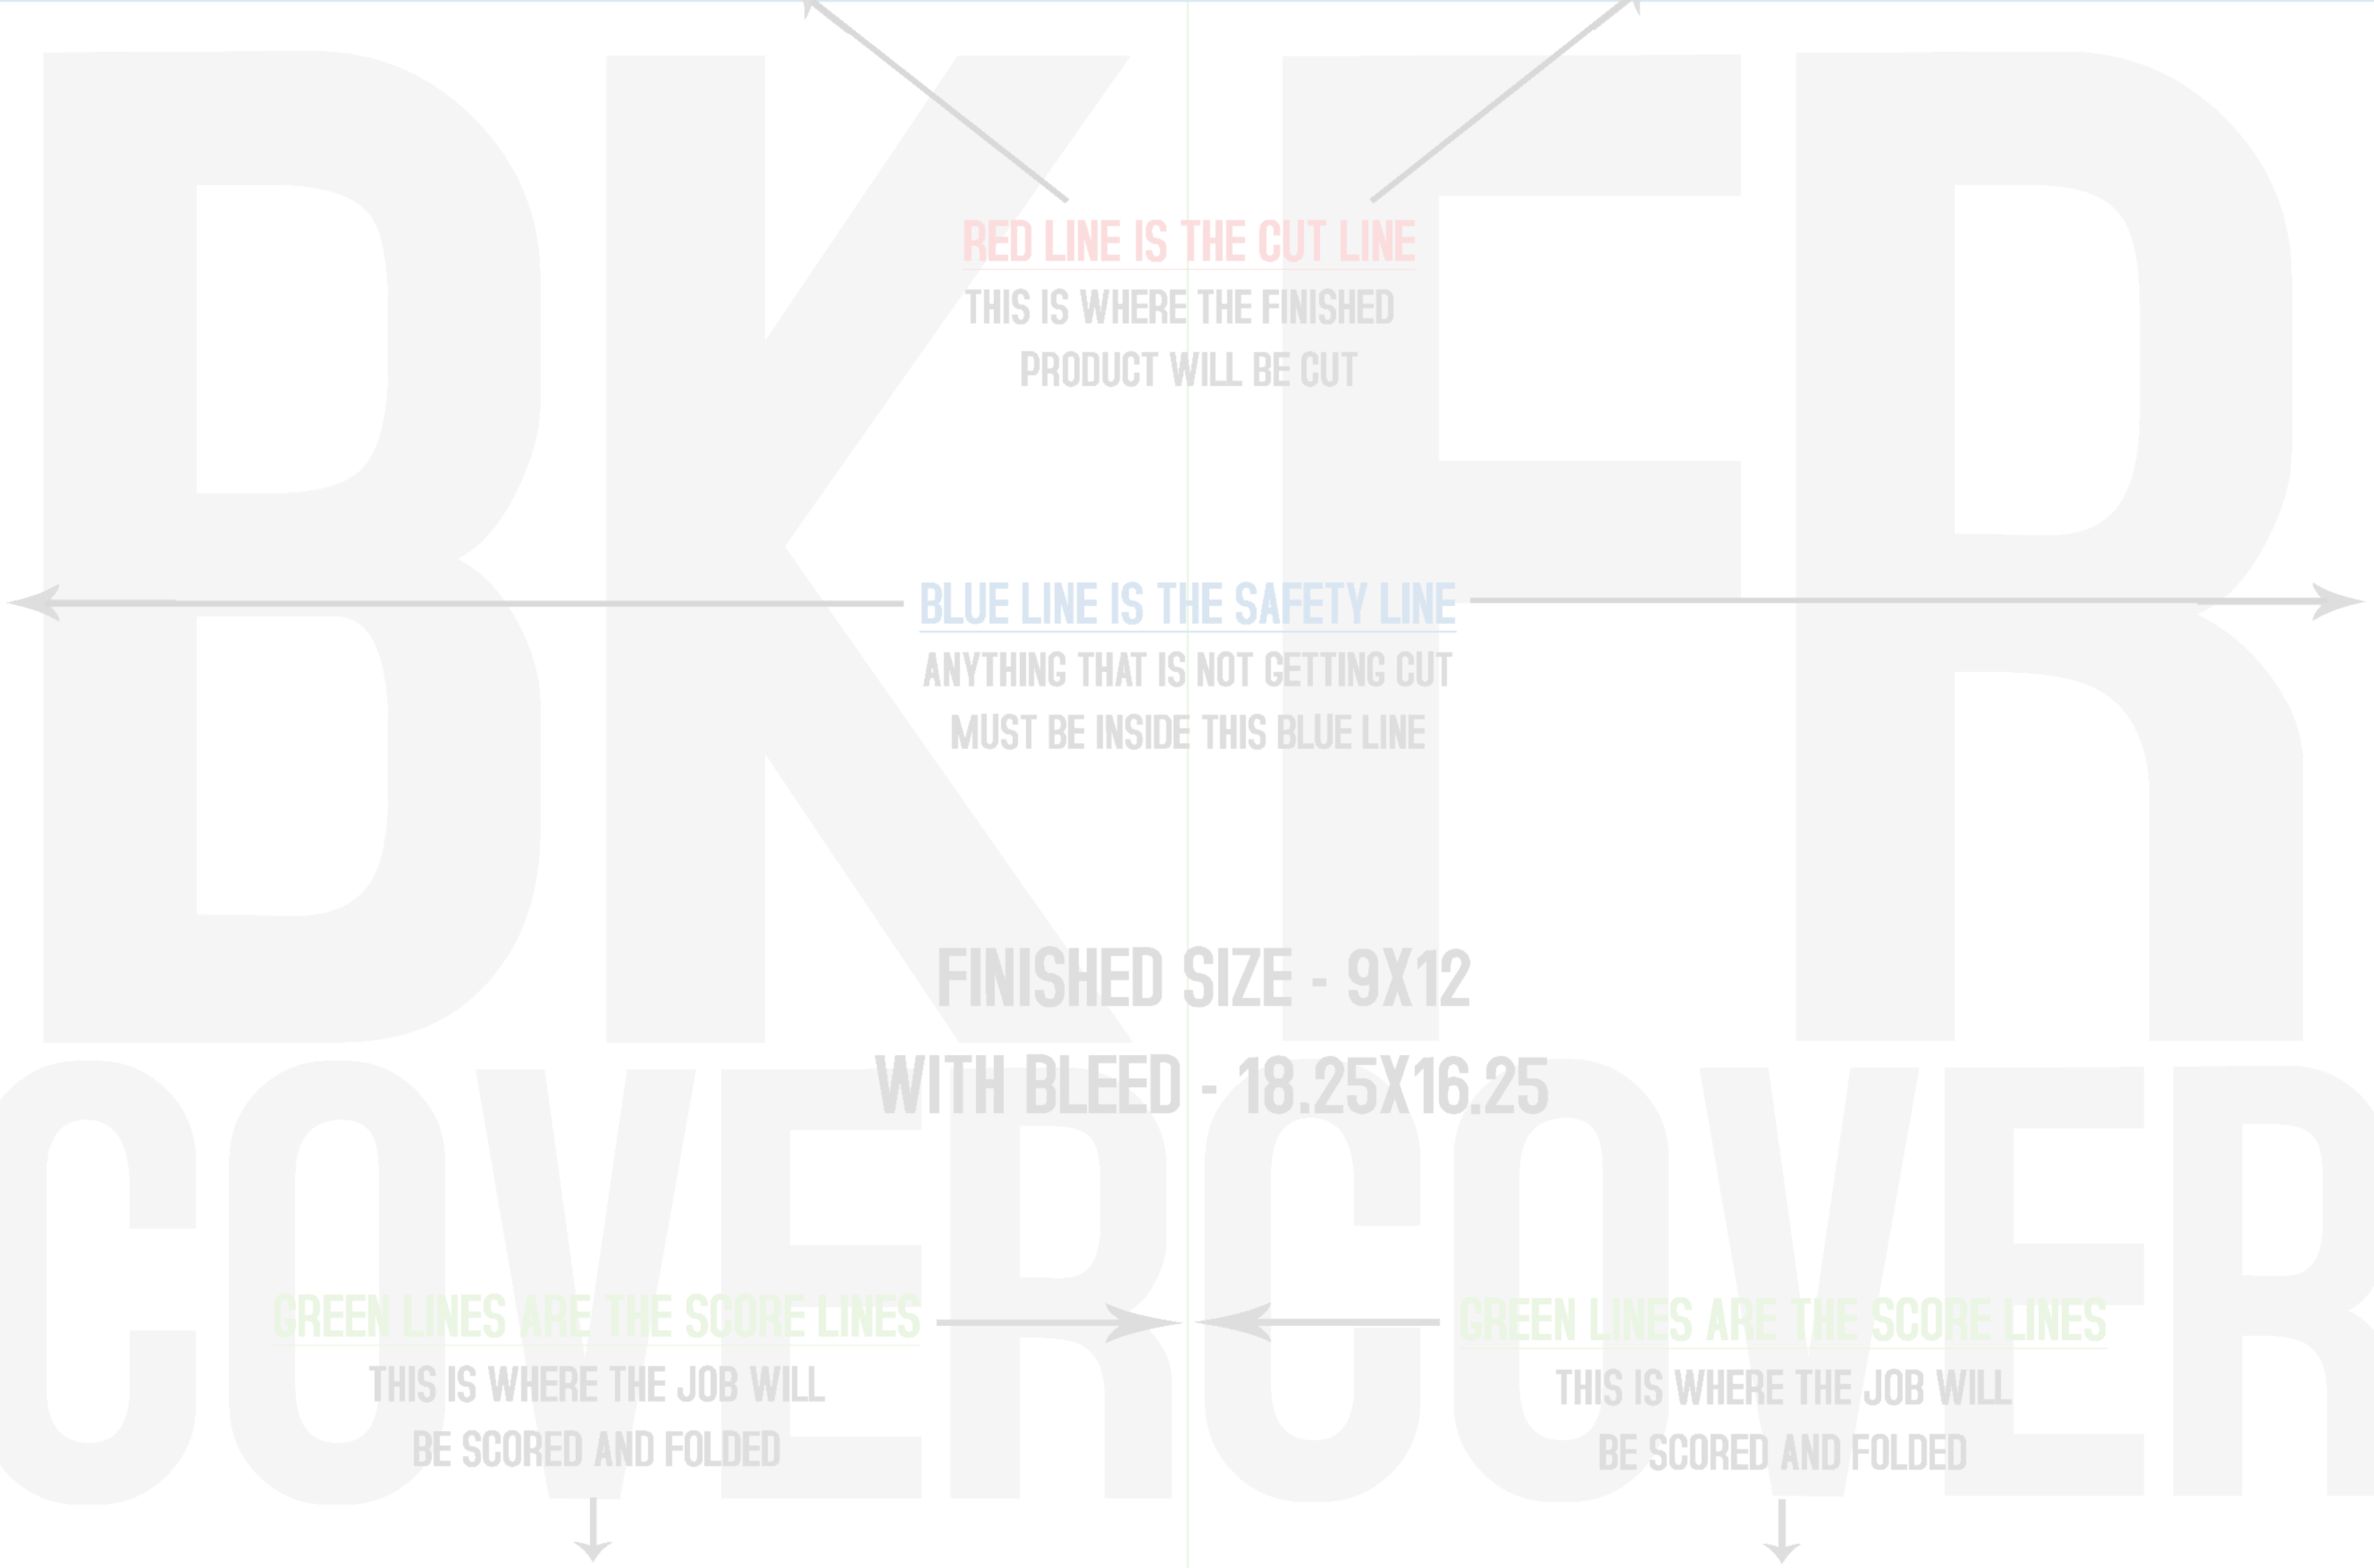 BK FR
RED LINE IS THE CUT LINE
THIS IS WHERE THE FINISHED
PRODUCT WILL BE CUT
BLUE LINE IS THE SAFETY LINE
ANYTHING THAT IS NOT GETTING CUT
MUST BE INSIDE THIS BLUE LINE
FINISHED SIZE - 9X12
WITH BLEED - 18.25X16.25
COVER COVER
GREEN LINES ARE THE SCORE LINES
THIS IS WHERE THE JOB WILL
BE SCORED AND FOLDED
GREEN LINES ARE THE SCORE LINES
THIS IS WHERE THE JOB WILL
BE SCORED AND FOLDED